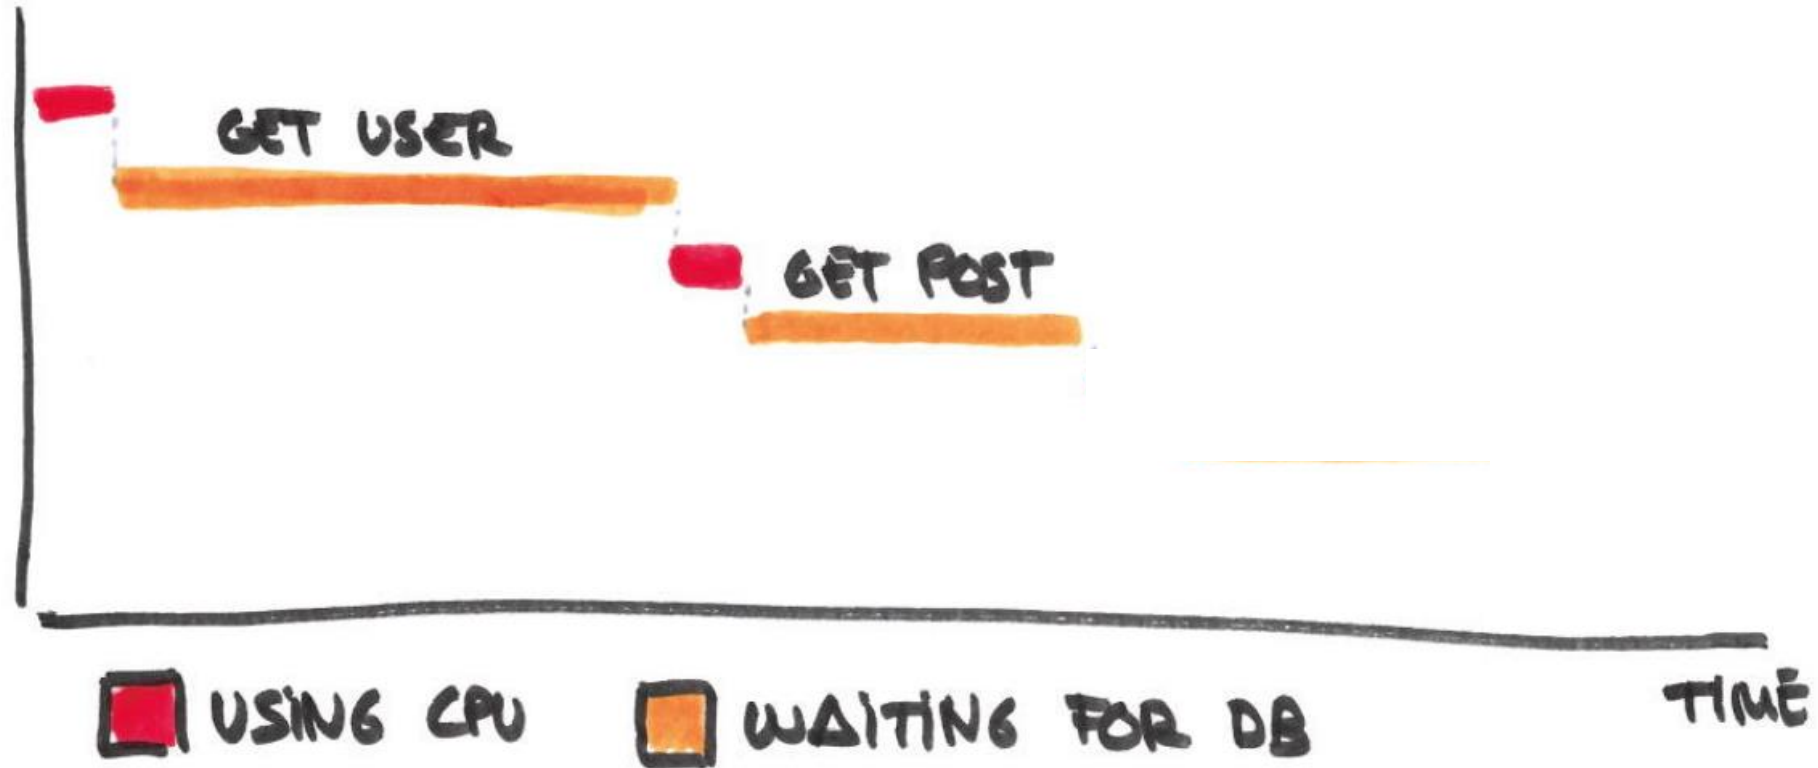 GET USER
GET POST
USING CPU
WAITING FOR DB
TIME